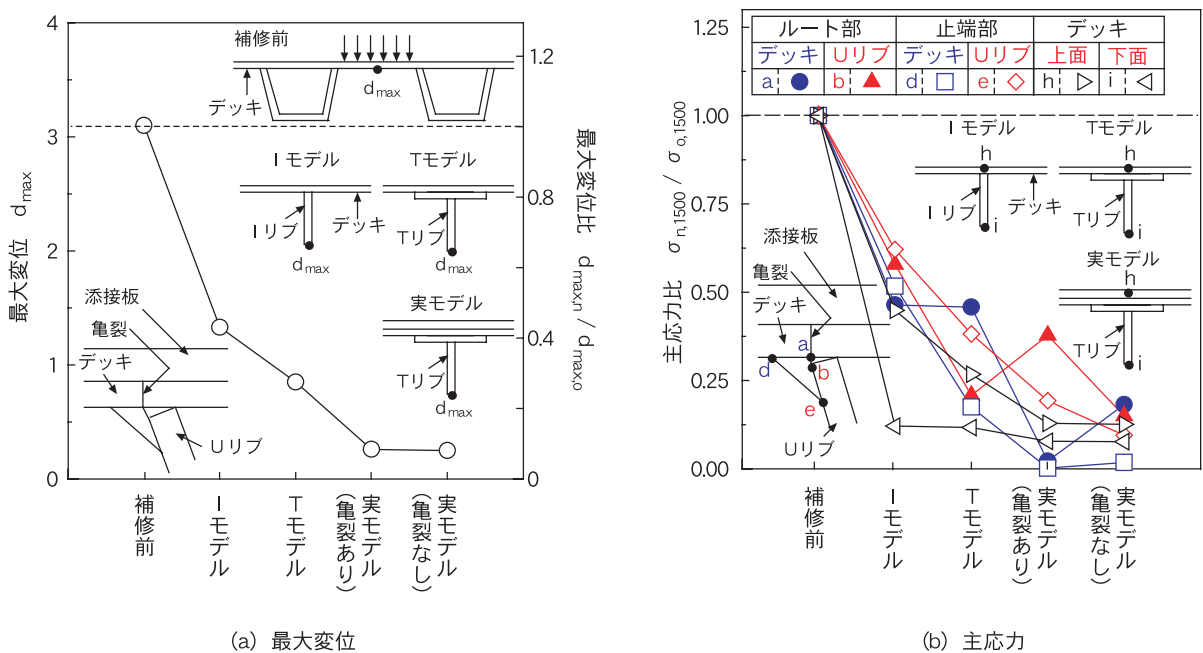 4
3
2
1
0
最大変位 dmax
1.2
0.8
0.4
0
最大変位比 dmax,n / dmax,o
補修前
dmax
デッキ
Iモデル
Tモデル
Iリブ
デッキ
Tリブ
dmax
dmax
実モデル
Tリブ
dmax
添接板
亀裂
デッキ
Uリブ
補修前
Iモデル
Tモデル
実モデル
(亀裂あり)
実モデル
(亀裂なし)
(a) 最大変位
1.25
1.00
0.75
0.50
0.25
0.00
主応力比 σn,1500 / σo,1500
ルート部 止端部 デッキ
デッキ Uリブ デッキ Uリブ 上面 下面
a b d e h i
Iモデル
Tモデル
h
h
Iリブ
デッキ
Tリブ
i
i
実モデル
h
Tリブ
i
添接板
亀裂
デッキ
a
d
b
e
Uリブ
補修前
Iモデル
Tモデル
実モデル
(亀裂あり)
実モデル
(亀裂なし)
(b) 主応力